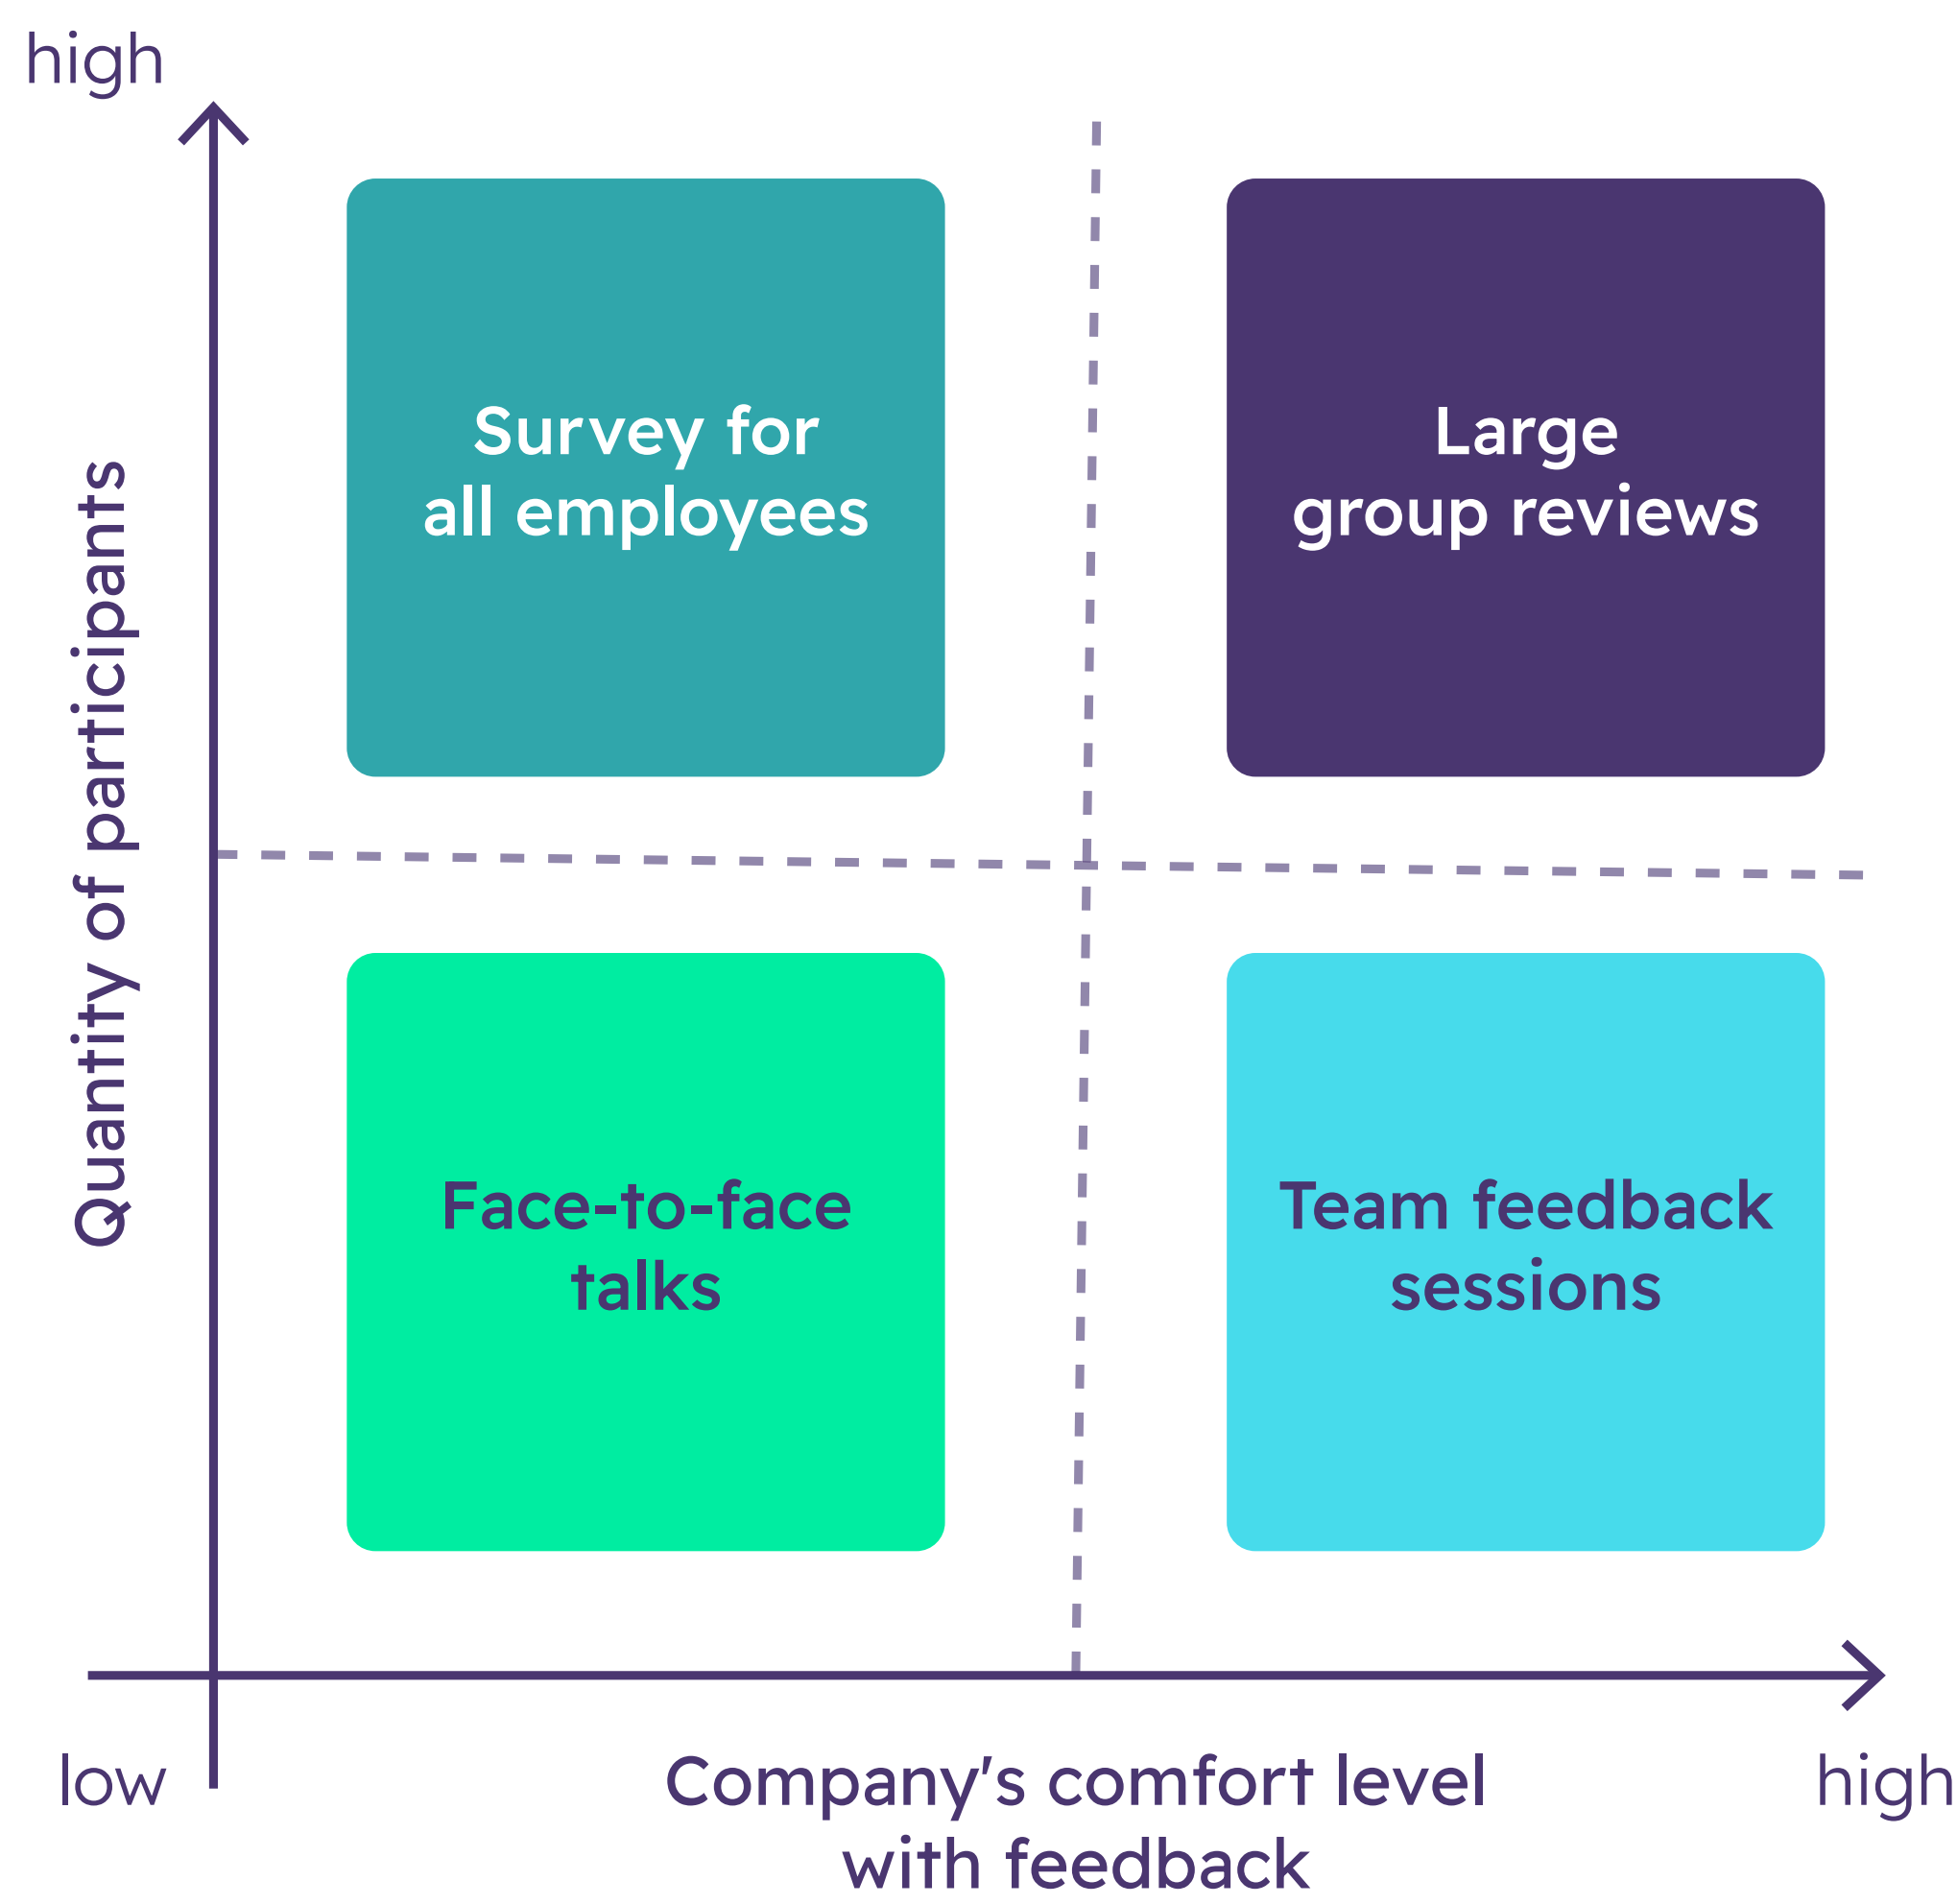 high
Quantity of participants
Survey for
all employees
Large
group reviews
Face-to-face
talks
Team feedback
sessions
low
Company's comfort level
with feedback
high